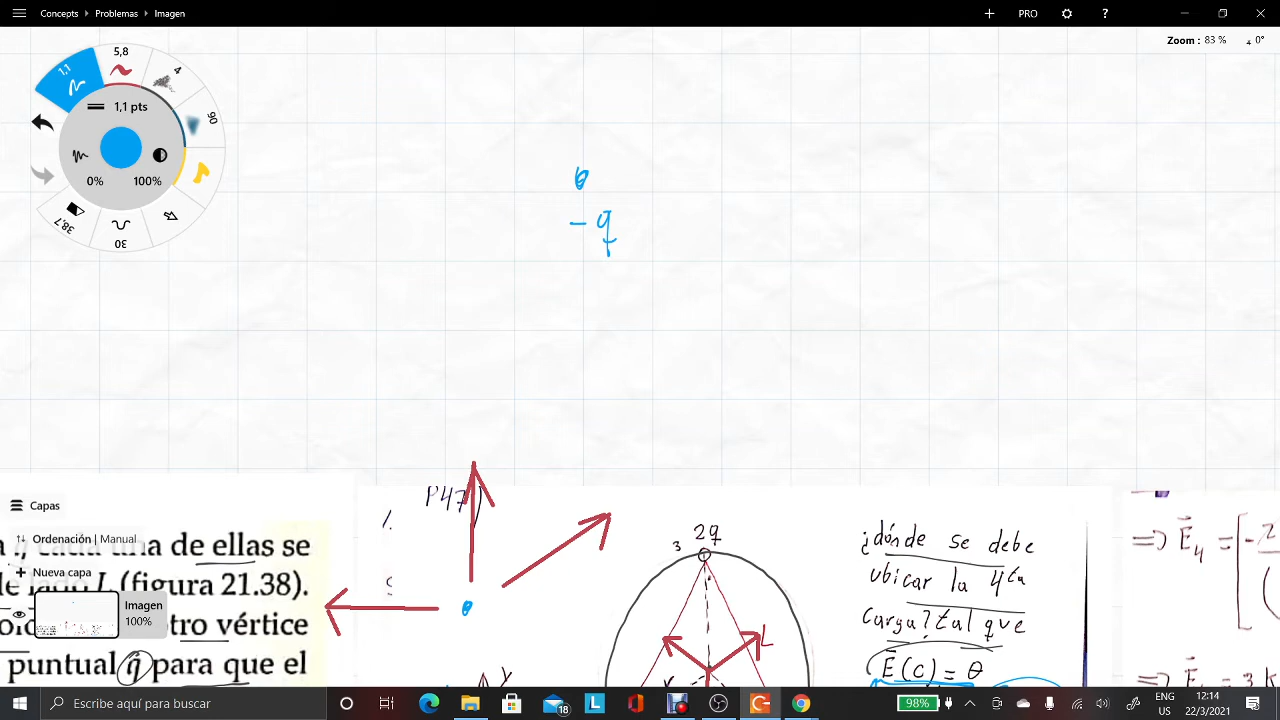 Concepts > Problemas > Imagen
PRO
?
Zoom : 83 % 0°
5,8
1,1
4
90
1,1 pts
0% 100%
38,7
30
- q
Capas
Ordenación | Manual
Nueva capa
Imagen
100%
cada una de ellas se
L (figura 21.38).
tro vértice
puntual q para que el
P47)
y
3
2q
L
r
¿dónde se debe
ubicar la 4ta
carga? tal que
E⃗(c) = θ
=> E⃗₄ =
Escribe aquí para buscar
18
98%
ENG
US
12:14
22/3/2021